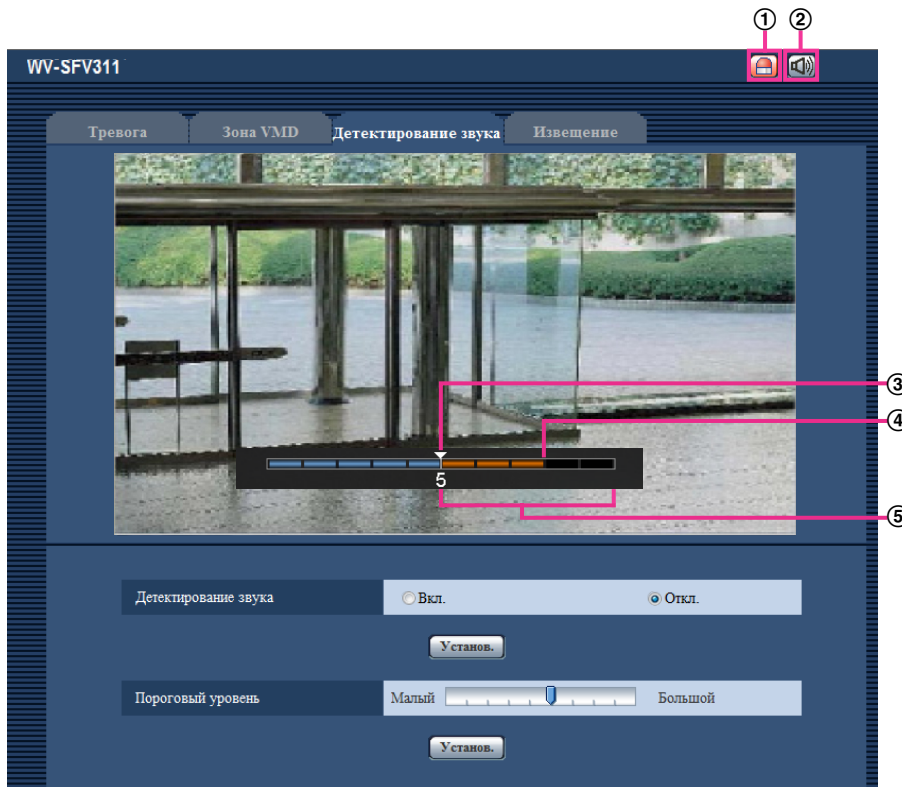 ① ②
WV-SFV311
Тревога Зона VMD Детектирование звука Извещение
③
④
5
⑤
Детектирование звука Вкл. Откл.
Установ.
Пороговый уровень Малый Большой
Установ.